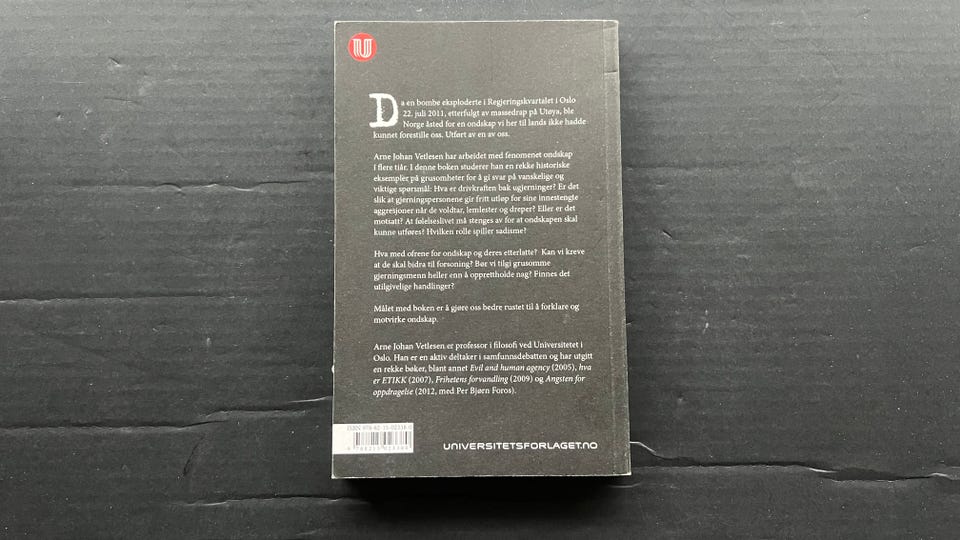 U
Da en bombe eksploderte i Regjeringskvartalet i Oslo
22. juli 2011, etterfulgt av massedrap på Utøya, ble
Norge åsted for en ondskap vi her til lands ikke hadde
kunnet forestille oss. Utført av en av oss.
Arne Johan Vetlesen har arbeidet med fenomenet ondskap
i flere tiår. I denne boken studerer han en rekke historiske
eksempler på grusomheter for å gi svar på vanskelige og
viktige spørsmål: Hva er drivkraften bak ugjerninger? Er det
slik at gjerningspersonene gir fritt utløp for sine innestengte
aggresjoner når de voldtar, lemlester og dreper? Eller er det
motsatt? At følelseslivet må stenges av for at ondskapen skal
kunne utføres? Hvilken rolle spiller sadisme?
Hva med ofrene for ondskap og deres etterlatte? Kan vi kreve
at de skal bidra til forsoning? Bør vi tilgi grusomme
gjerningsmenn heller enn å opprettholde nag? Finnes det
utilgivelige handlinger?
Målet med boken er å gjøre oss bedre rustet til å forklare og
motvirke ondskap.
Arne Johan Vetlesen er professor i filosofi ved Universitetet i
Oslo. Han er en aktiv deltaker i samfunnsdebatten og har utgitt
en rekke bøker, blant annet Evil and human agency (2005), hva
er ETIKK (2007), Frihetens forvandling (2009) og Angsten for
oppdragelse (2012, med Per Bjørn Foros).
ISBN 978-82-15-02338-0
UNIVERSITETSFORLAGET.NO